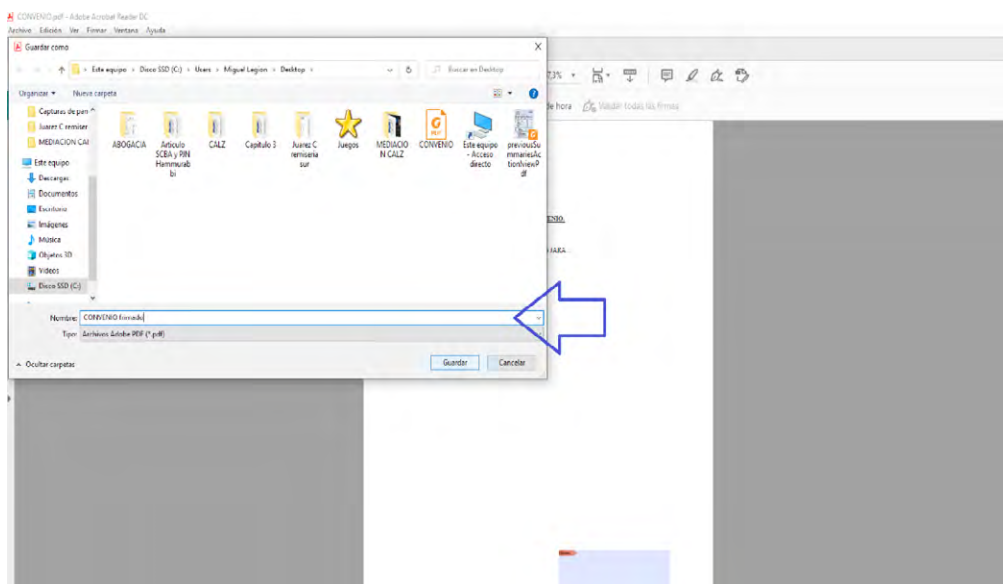 CONVENIO.pdf - Adobe Acrobat Reader DC
Archivo Edición Ver Firmar Ventana Ayuda
Guardar como
Este equipo > Disco SSD (C:) > Users > Miguel Legion > Desktop >
Buscar en Desktop
Organizar
Nueva carpeta
Capturas de pan
Juarez C remiser
MEDIACION CAL
Este equipo
Descargas
Documentos
Escritorio
Imágenes
Música
Objetos 3D
Vídeos
Disco SSD (C:)
ABOGACIA
Articulo SCBA y PJN Hammurabi
CALZ
Capitulo 3
Juarez C remiseria sur
Juegos
MEDIACION CALZ
CONVENIO
Este equipo - Acceso directo
previousSummariesActionViewPdf
Nombre:
CONVENIO firmado
Tipo: Archivos Adobe PDF (*.pdf)
Ocultar carpetas
Guardar
Cancelar
de hora
Validar todas las firmas